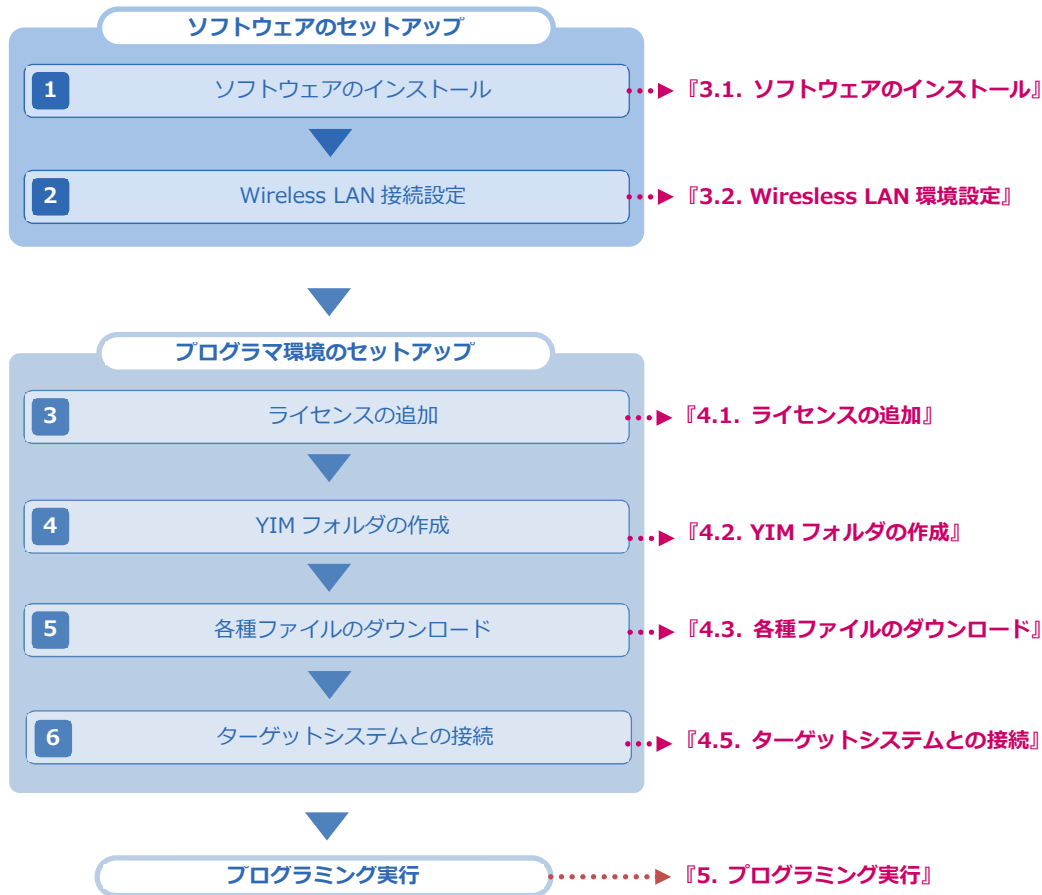 ソフトウェアのセットアップ
1 ソフトウェアのインストール 『3.1. ソフトウェアのインストール』
2 Wireless LAN 接続設定 『3.2. Wiresless LAN 環境設定』
プログラマ環境のセットアップ
3 ライセンスの追加 『4.1. ライセンスの追加』
4 YIM フォルダの作成 『4.2. YIM フォルダの作成』
5 各種ファイルのダウンロード 『4.3. 各種ファイルのダウンロード』
6 ターゲットシステムとの接続 『4.5. ターゲットシステムとの接続』
プログラミング実行 『5. プログラミング実行』